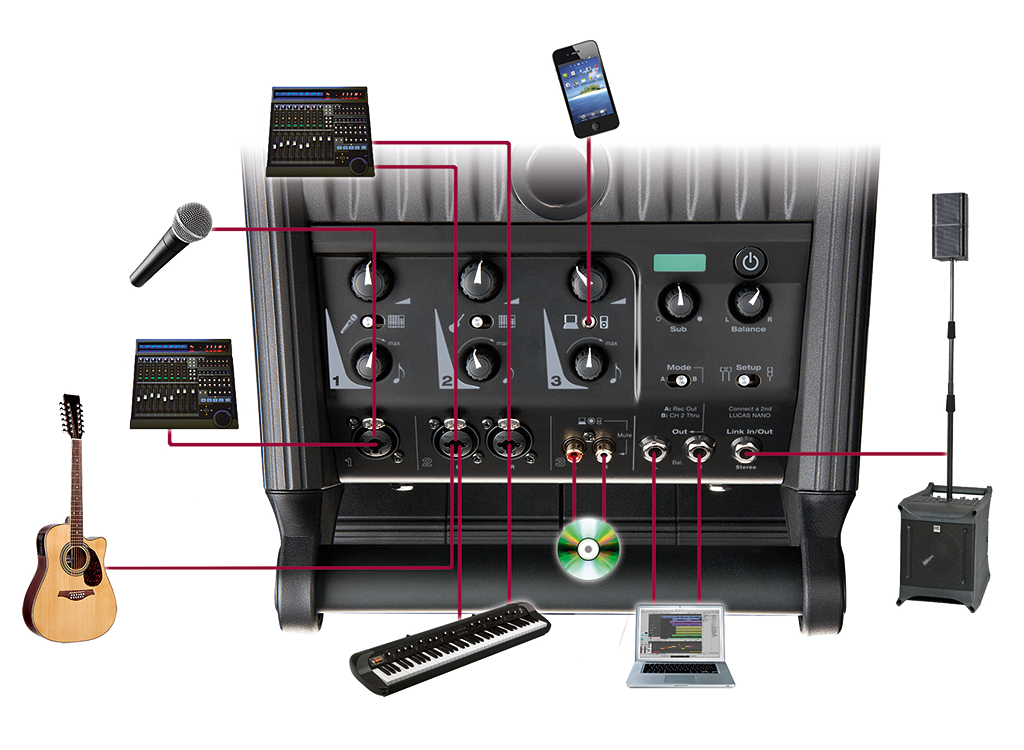 Sub
L R
Balance
max
max
max
1
2
3
Mode
A B
Setup
A: Rec Out
B: CH 2 Thru
Connect a 2nd
LUCAS NANO
Out
Link In/Out
Mute
1
2
L
R
3
Bal.
Stereo